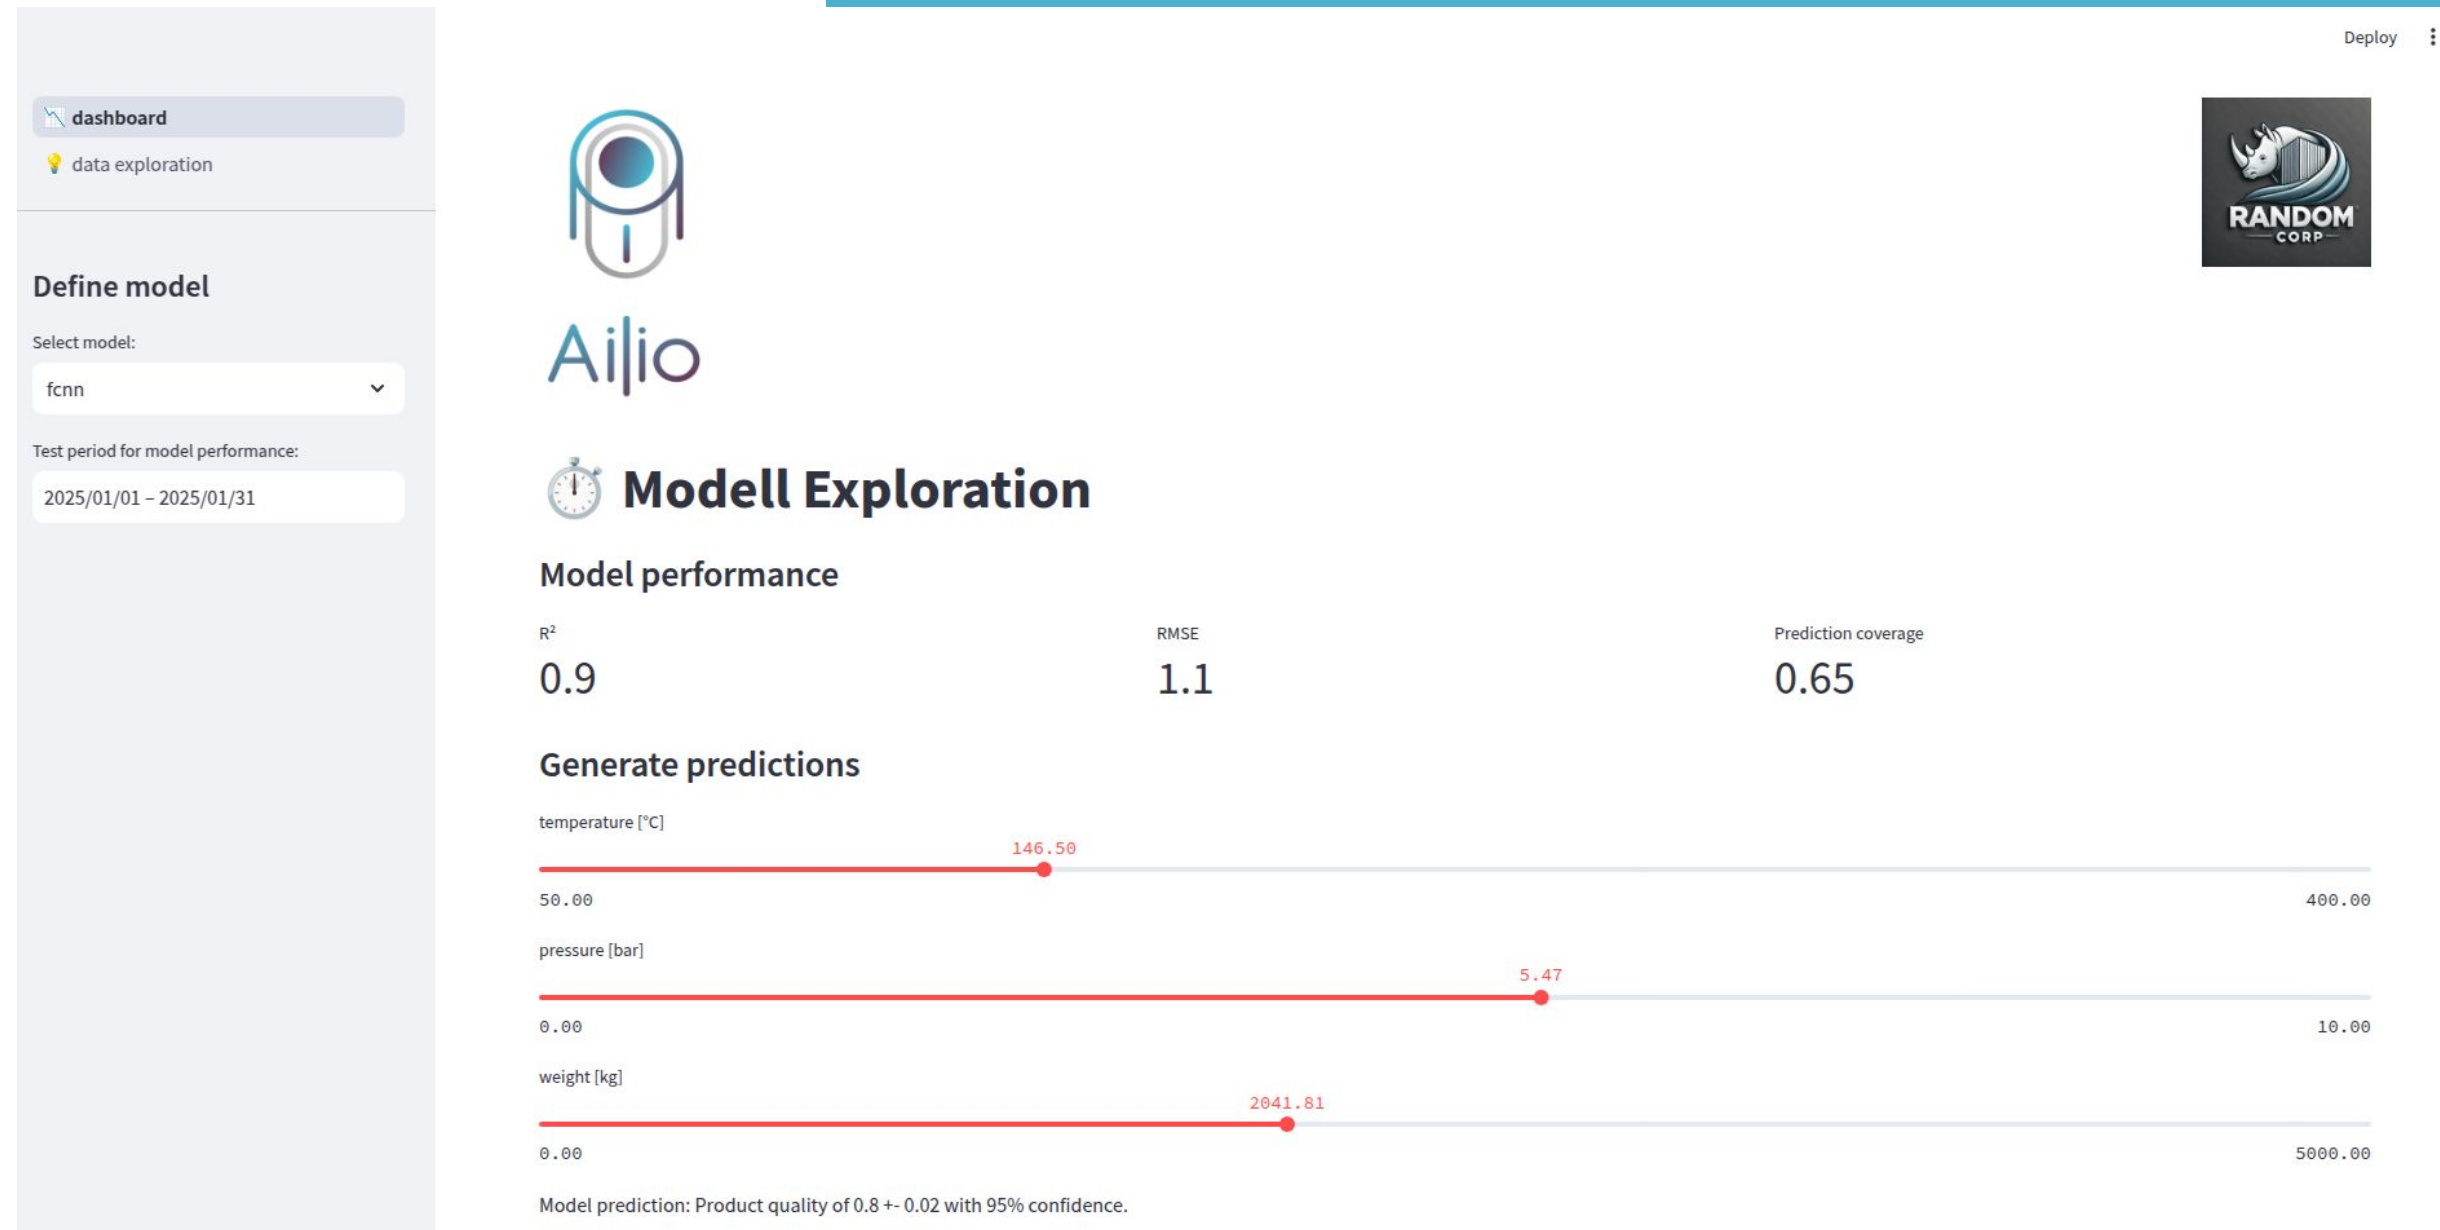 Deploy
dashboard
data exploration
Define model
Select model:
fcnn
Test period for model performance:
2025/01/01 – 2025/01/31
Ailio
RANDOM
CORP
Modell Exploration
Model performance
R² RMSE Prediction coverage
0.9 1.1 0.65
Generate predictions
temperature [°C]
146.50
50.00 400.00
pressure [bar]
5.47
0.00 10.00
weight [kg]
2041.81
0.00 5000.00
Model prediction: Product quality of 0.8 +- 0.02 with 95% confidence.